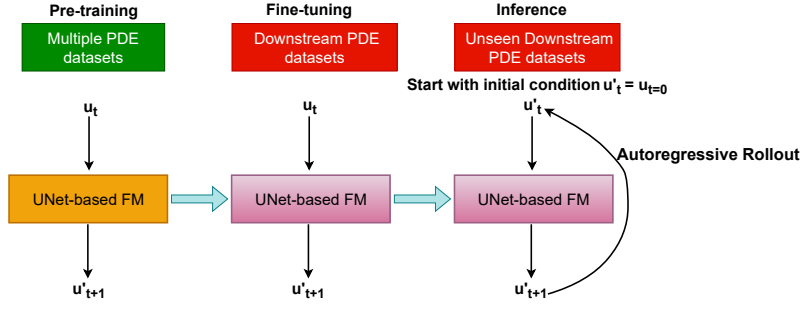 Pre-training
Fine-tuning
Inference
Multiple PDE
datasets
Downstream PDE
datasets
Unseen Downstream
PDE datasets
Start with initial condition u'ₜ = uₜ₌₀
uₜ
uₜ
u'ₜ
Autoregressive Rollout
UNet-based FM
UNet-based FM
UNet-based FM
u'ₜ₊₁
u'ₜ₊₁
u'ₜ₊₁